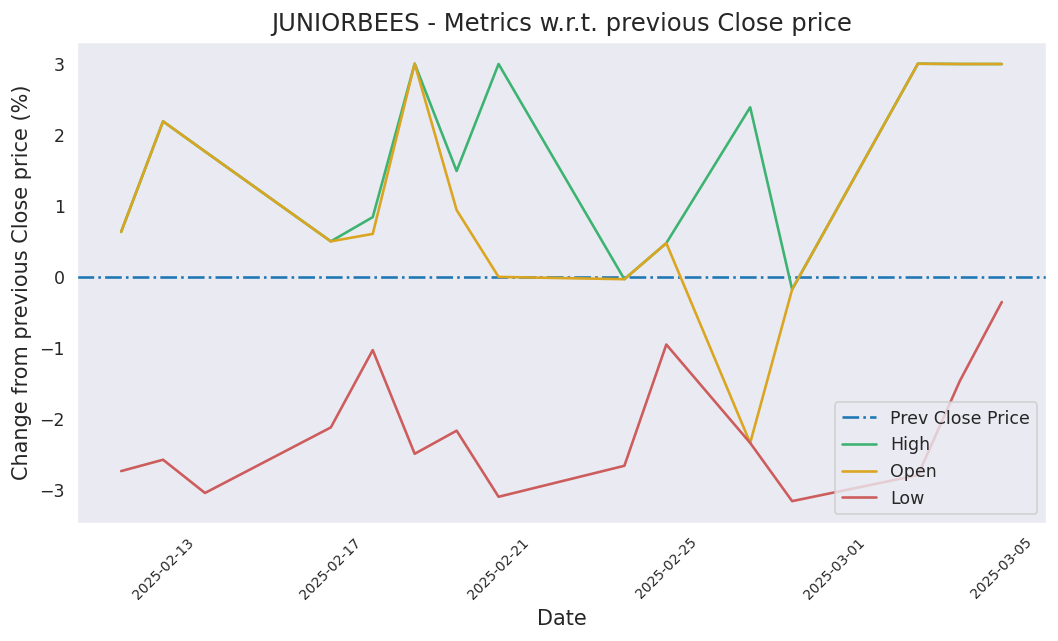 JUNIORBEES - Metrics w.r.t. previous Close price
Change from previous Close price (%)
3
2
1
0
−1
−2
−3
Prev Close Price
High
Open
Low
2025-02-13
2025-02-17
2025-02-21
2025-02-25
2025-03-01
2025-03-05
Date